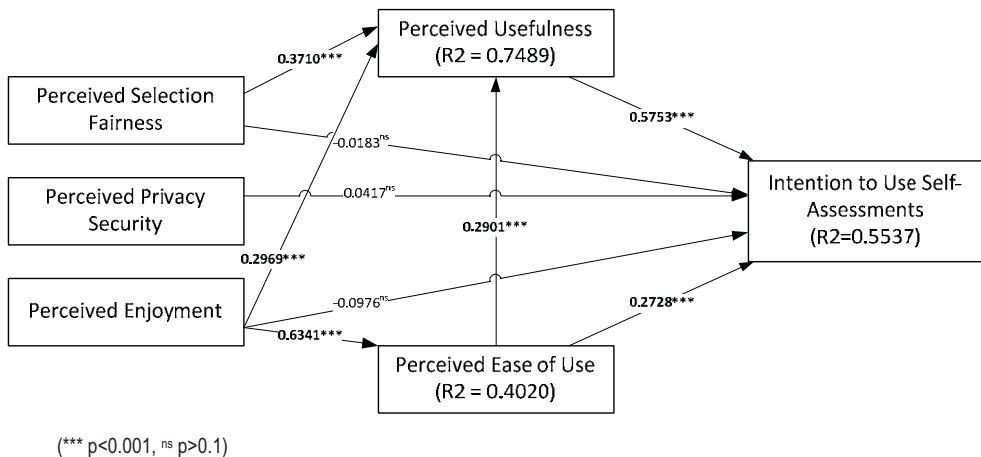 Perceived Usefulness
(R2 = 0.7489)
0.3710***
Perceived Selection
Fairness
0.5753***
-0.0183ns
Perceived Privacy
Security
0.0417ns
Intention to Use Self-
Assessments
(R2=0.5537)
0.2901***
0.2969***
Perceived Enjoyment
-0.0976ns
0.2728***
0.6341***
Perceived Ease of Use
(R2 = 0.4020)
(*** p<0.001, ns p>0.1)